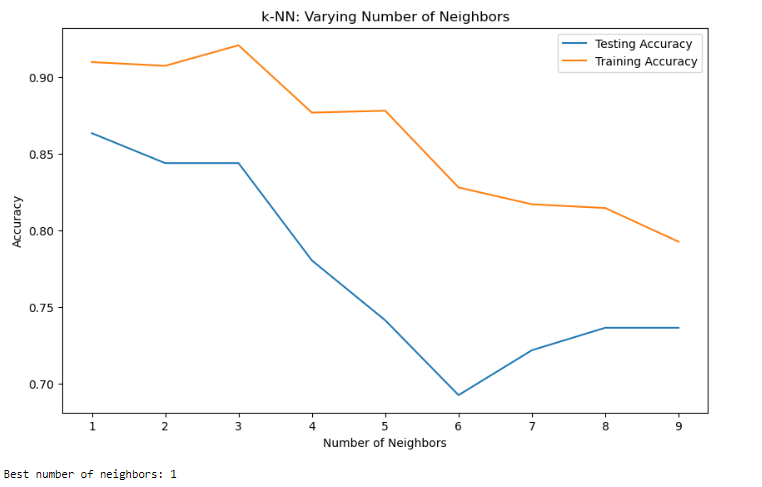 k-NN: Varying Number of Neighbors
Testing Accuracy
Training Accuracy
0.90
0.85
0.80
0.75
0.70
Accuracy
1 2 3 4 5 6 7 8 9
Number of Neighbors
Best number of neighbors: 1